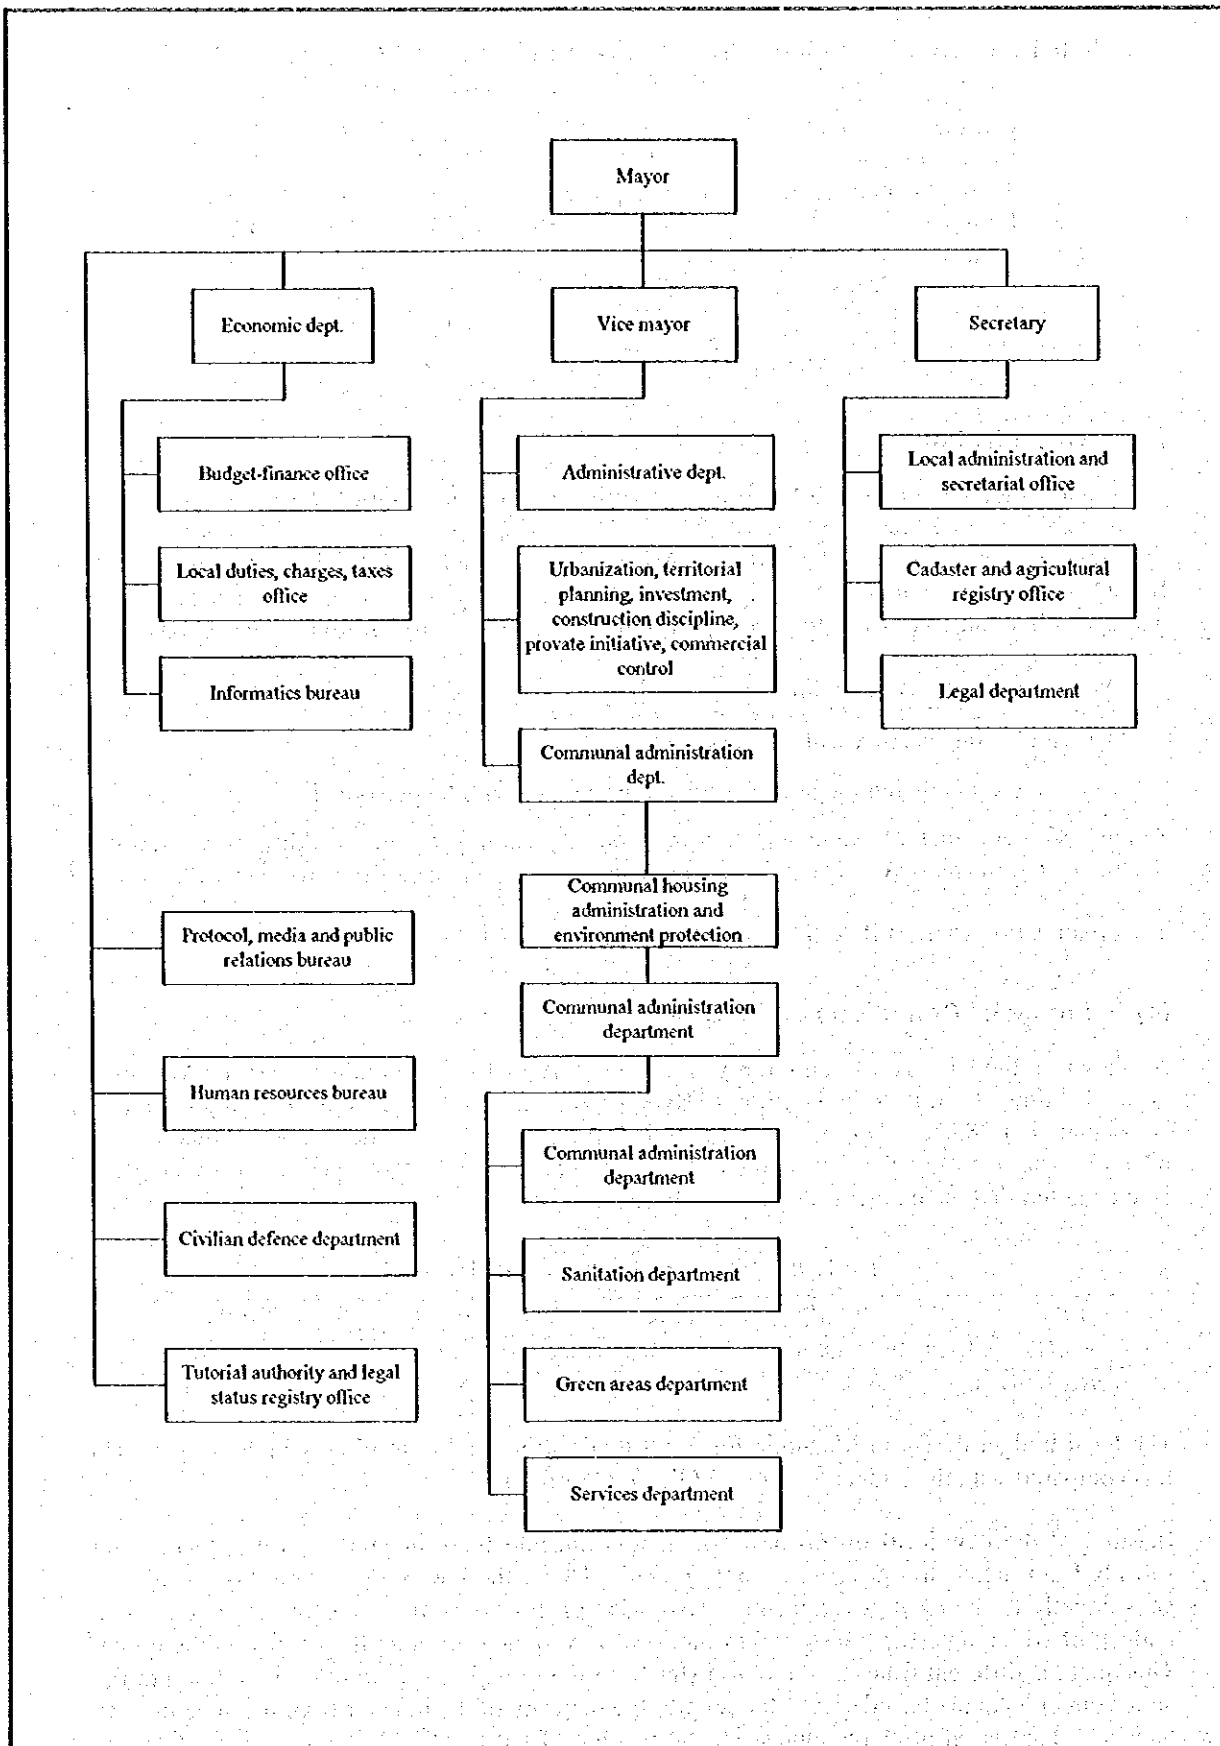 Mayor
Economic dept.
Vice mayor
Secretary
Budget-finance office
Local duties, charges, taxes
office
Informatics bureau
Administrative dept.
Urbanization, territorial
planning, investment,
construction discipline,
provate initiative, commercial
control
Communal administration
dept.
Local administration and
secretariat office
Cadaster and agricultural
registry office
Legal department
Communal housing
administration and
environment protection
Communal administration
department
Protocol, media and public
relations bureau
Human resources bureau
Civilian defence department
Tutorial authority and legal
status registry office
Communal administration
department
Sanitation department
Green areas department
Services department